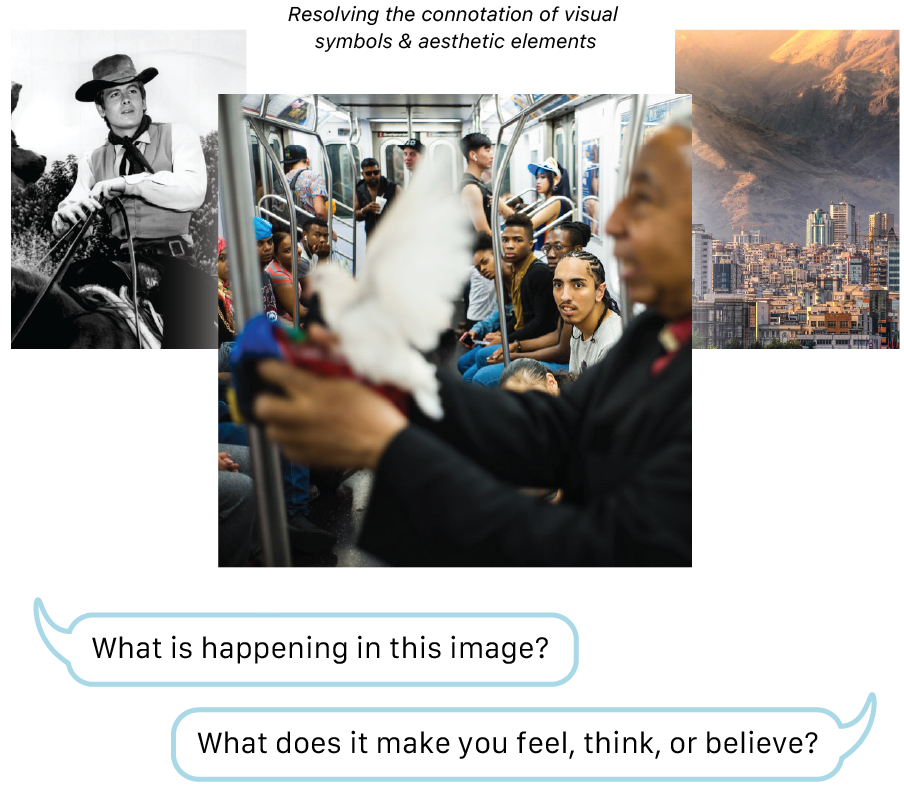 Resolving the connotation of visual
symbols & aesthetic elements
What is happening in this image?
What does it make you feel, think, or believe?